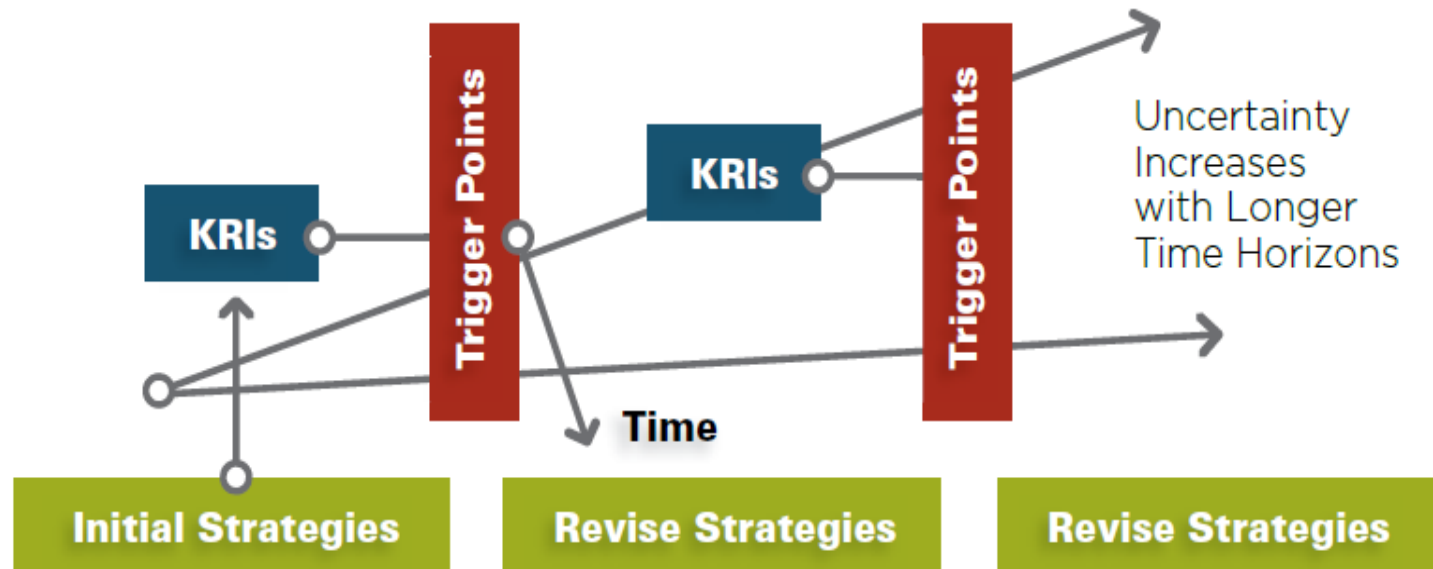 Trigger Points
Trigger Points
Uncertainty
Increases
with Longer
Time Horizons
KRIs
KRIs
Time
Initial Strategies
Revise Strategies
Revise Strategies